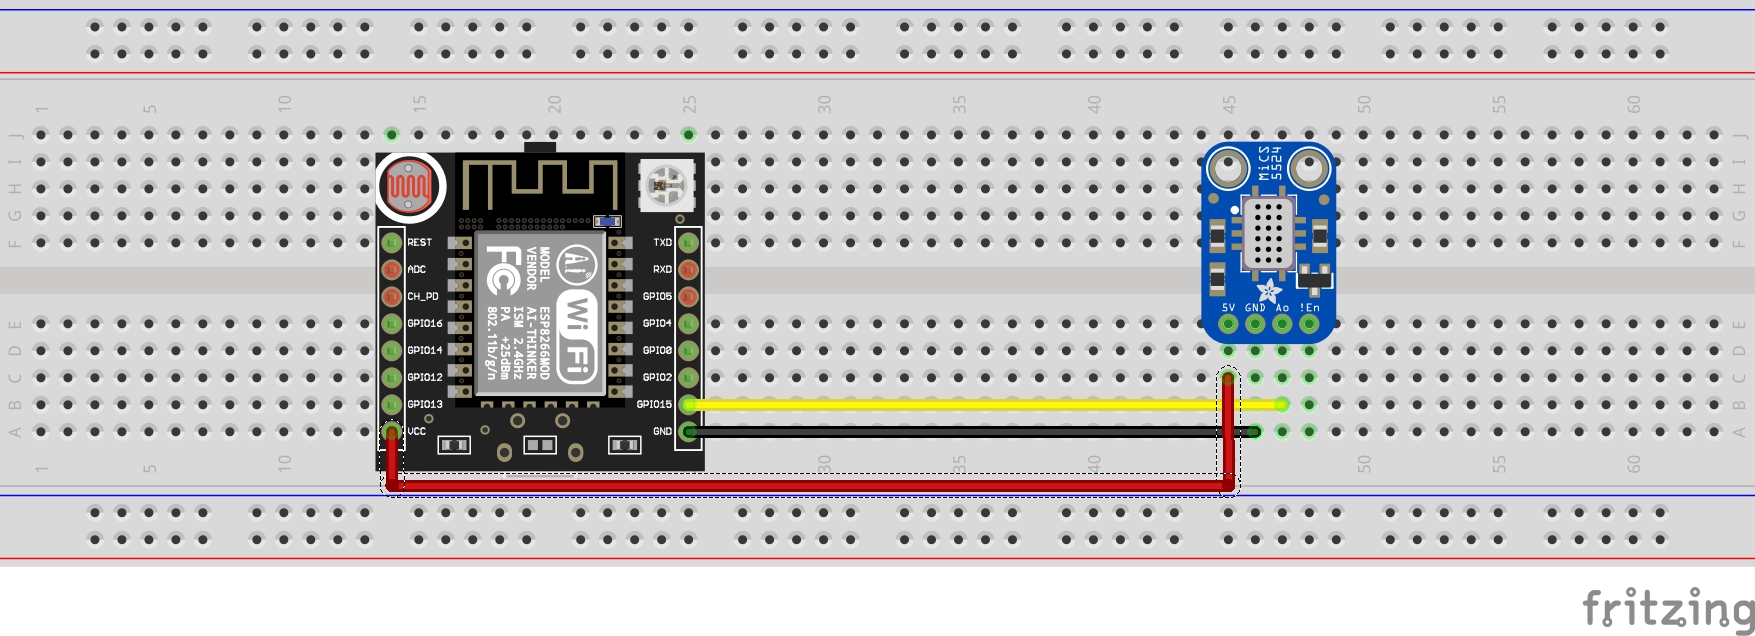 1 5 10 15 20 25 30 35 40 45 50 55 60
J J
I I
H H
G G
F F
E E
D D
C C
B B
A A
1 5 10 30 35 40 50 55 60
REST
ADC
CH_PD
GPIO16
GPIO14
GPIO12
GPIO13
VCC
MODEL
VENDOR
ESP8266MOD
AI-THINKER
ISM 2.4GHz
PA +25dBm
802.11b/g/n
FC
Ai
WiFi
TXD
RXD
GPIO5
GPIO4
GPIO0
GPIO2
GPIO15
GND
MiCS
5524
5V GND Ao !En
fritzing